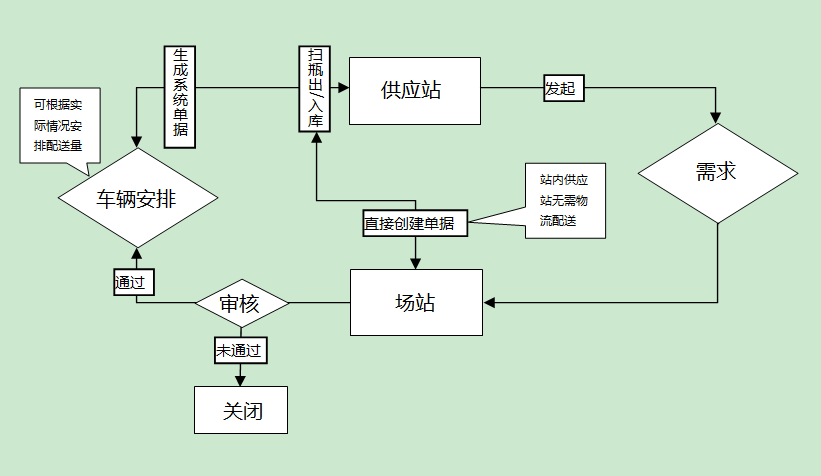 生成系统单据
扫瓶出/入库
供应站
发起
可根据实
际情况安
排配送量
车辆安排
需求
站内供应
站无需物
流配送
直接创建单据
通过
审核
场站
未通过
关闭